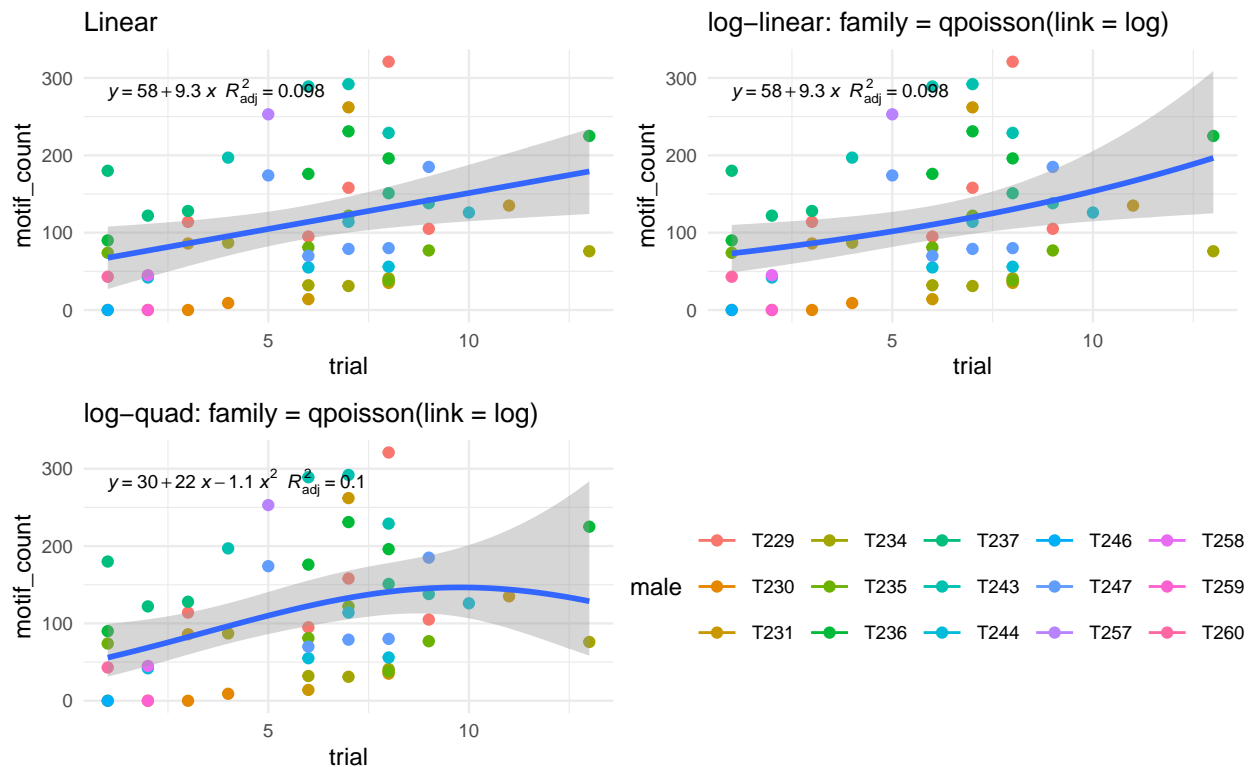 Linear
y = 58 + 9.3 x R²adj = 0.098
300
200
100
0
motif_count
5
10
trial
log−linear: family = qpoisson(link = log)
y = 58 + 9.3 x R²adj = 0.098
300
200
100
0
motif_count
5
10
trial
log−quad: family = qpoisson(link = log)
y = 30 + 22 x − 1.1 x² R²adj = 0.1
300
200
100
0
motif_count
5
10
trial
male
T229 T234 T237 T246 T258
T230 T235 T243 T247 T259
T231 T236 T244 T257 T260